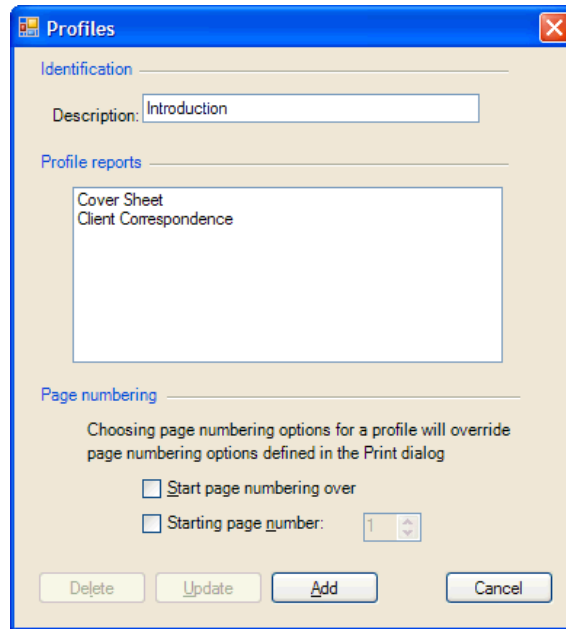 Profiles
Identification
Description: Introduction
Profile reports
Cover Sheet
Client Correspondence
Page numbering
Choosing page numbering options for a profile will override
page numbering options defined in the Print dialog
Start page numbering over
Starting page number: 1
Delete Update Add Cancel